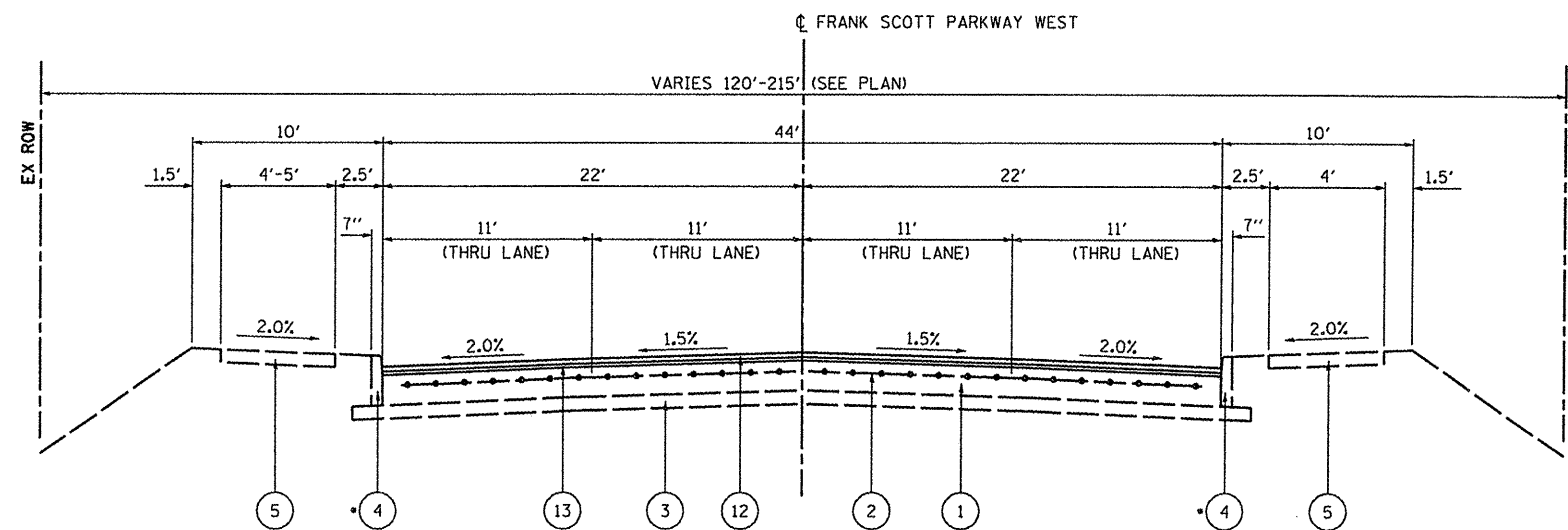 ℄ FRANK SCOTT PARKWAY WEST
VARIES 120'-215' (SEE PLAN)
EX ROW
10' 44' 10'
1.5' 4'-5' 2.5' 22' 22' 2.5' 4' 1.5'
7" 11' 11' 11' 11' 7"
(THRU LANE) (THRU LANE) (THRU LANE) (THRU LANE)
2.0% 2.0% 1.5% 1.5% 2.0% 2.0%
5 *4 13 3 12 2 1 *4 5